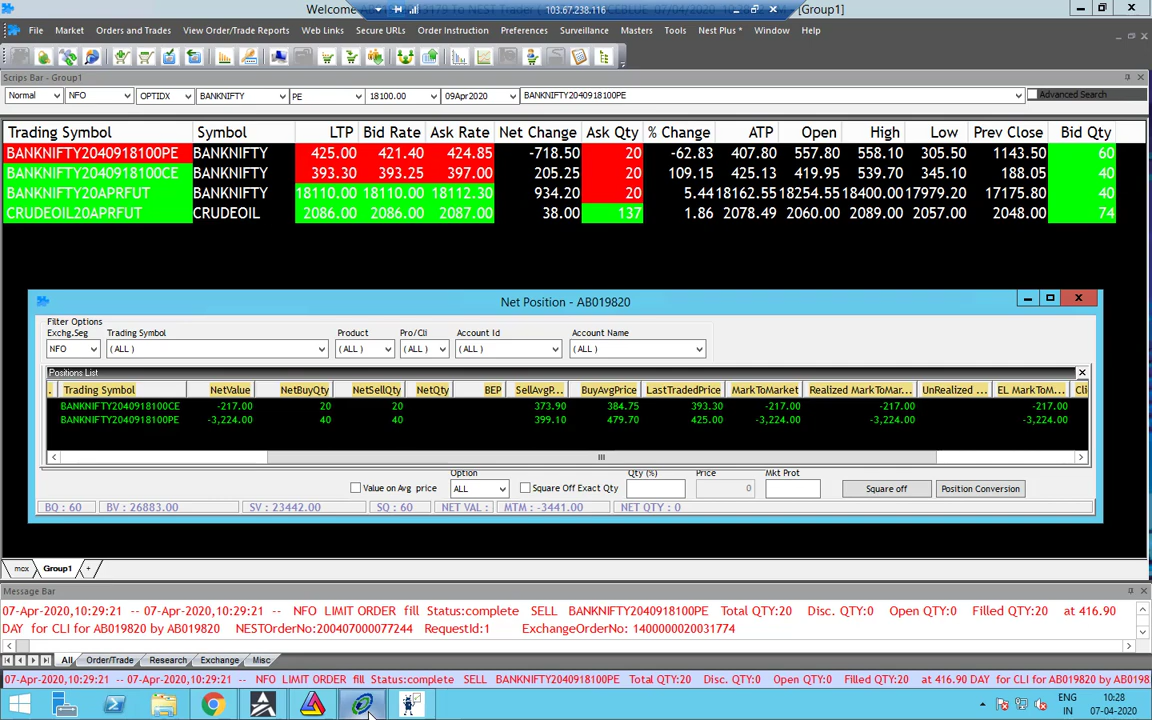 Welcome
103.67.238.116
[Group1]
File Market Orders and Trades View Order/Trade Reports Web Links Secure URLs Order Instruction Preferences Surveillance Masters Tools Nest Plus Window Help
Scrips Bar - Group1
Normal NFO OPTIDX BANKNIFTY PE 18100.00 09Apr2020 BANKNIFTY2040918100PE Advanced Search
Trading Symbol Symbol LTP Bid Rate Ask Rate Net Change Ask Qty % Change ATP Open High Low Prev Close Bid Qty
BANKNIFTY2040918100PE BANKNIFTY 425.00 421.40 424.85 -718.50 20 -62.83 407.80 557.80 558.10 305.50 1143.50 60
BANKNIFTY2040918100CE BANKNIFTY 393.30 393.25 397.00 205.25 20 109.15 425.13 419.95 539.70 345.10 188.05 40
BANKNIFTY20APRFUT BANKNIFTY 18110.00 18110.00 18112.30 934.20 20 5.44 18162.55 18254.55 18400.00 17979.20 17175.80 40
CRUDEOIL20APRFUT CRUDEOIL 2086.00 2086.00 2087.00 38.00 137 1.86 2078.49 2060.00 2089.00 2057.00 2048.00 74
Net Position - AB019820
Filter Options
Exchg.Seg Trading Symbol Product Pro/Cli Account Id Account Name
NFO (ALL) (ALL) (ALL) (ALL) (ALL)
Positions List
Trading Symbol NetValue NetBuyQty NetSellQty NetQty BEP SellAvgP... BuyAvgPrice LastTradedPrice MarkToMarket Realized MarkToMar... UnRealized ... EL MarkToM... Cli
BANKNIFTY2040918100CE -217.00 20 20 373.90 384.75 393.30 -217.00 -217.00 -217.00
BANKNIFTY2040918100PE -3,224.00 40 40 399.10 479.70 425.00 -3,224.00 -3,224.00 -3,224.00
Option Qty (%) Price Mkt Prot
Value on Avg price ALL Square Off Exact Qty 0 Square off Position Conversion
BQ : 60 BV : 26883.00 SV : 23442.00 SQ : 60 NET VAL : MTM : -3441.00 NET QTY : 0
mcx Group1 +
Message Bar
07-Apr-2020,10:29:21 -- 07-Apr-2020,10:29:21 -- NFO LIMIT ORDER fill Status:complete SELL BANKNIFTY2040918100PE Total QTY:20 Disc. QTY:0 Open QTY:0 Filled QTY:20 at 416.90
DAY for CLI for AB019820 by AB019820 NESTOrderNo:200407000077244 RequestId:1 ExchangeOrderNo: 1400000020031774
All Order/Trade Research Exchange Misc
07-Apr-2020,10:29:21 -- 07-Apr-2020,10:29:21 -- NFO LIMIT ORDER fill Status:complete SELL BANKNIFTY2040918100PE Total QTY:20 Disc. QTY:0 Open QTY:0 Filled QTY:20 at 416.90 DAY for CLI for AB019820 by AB
ENG 10:28
IN 07-04-2020